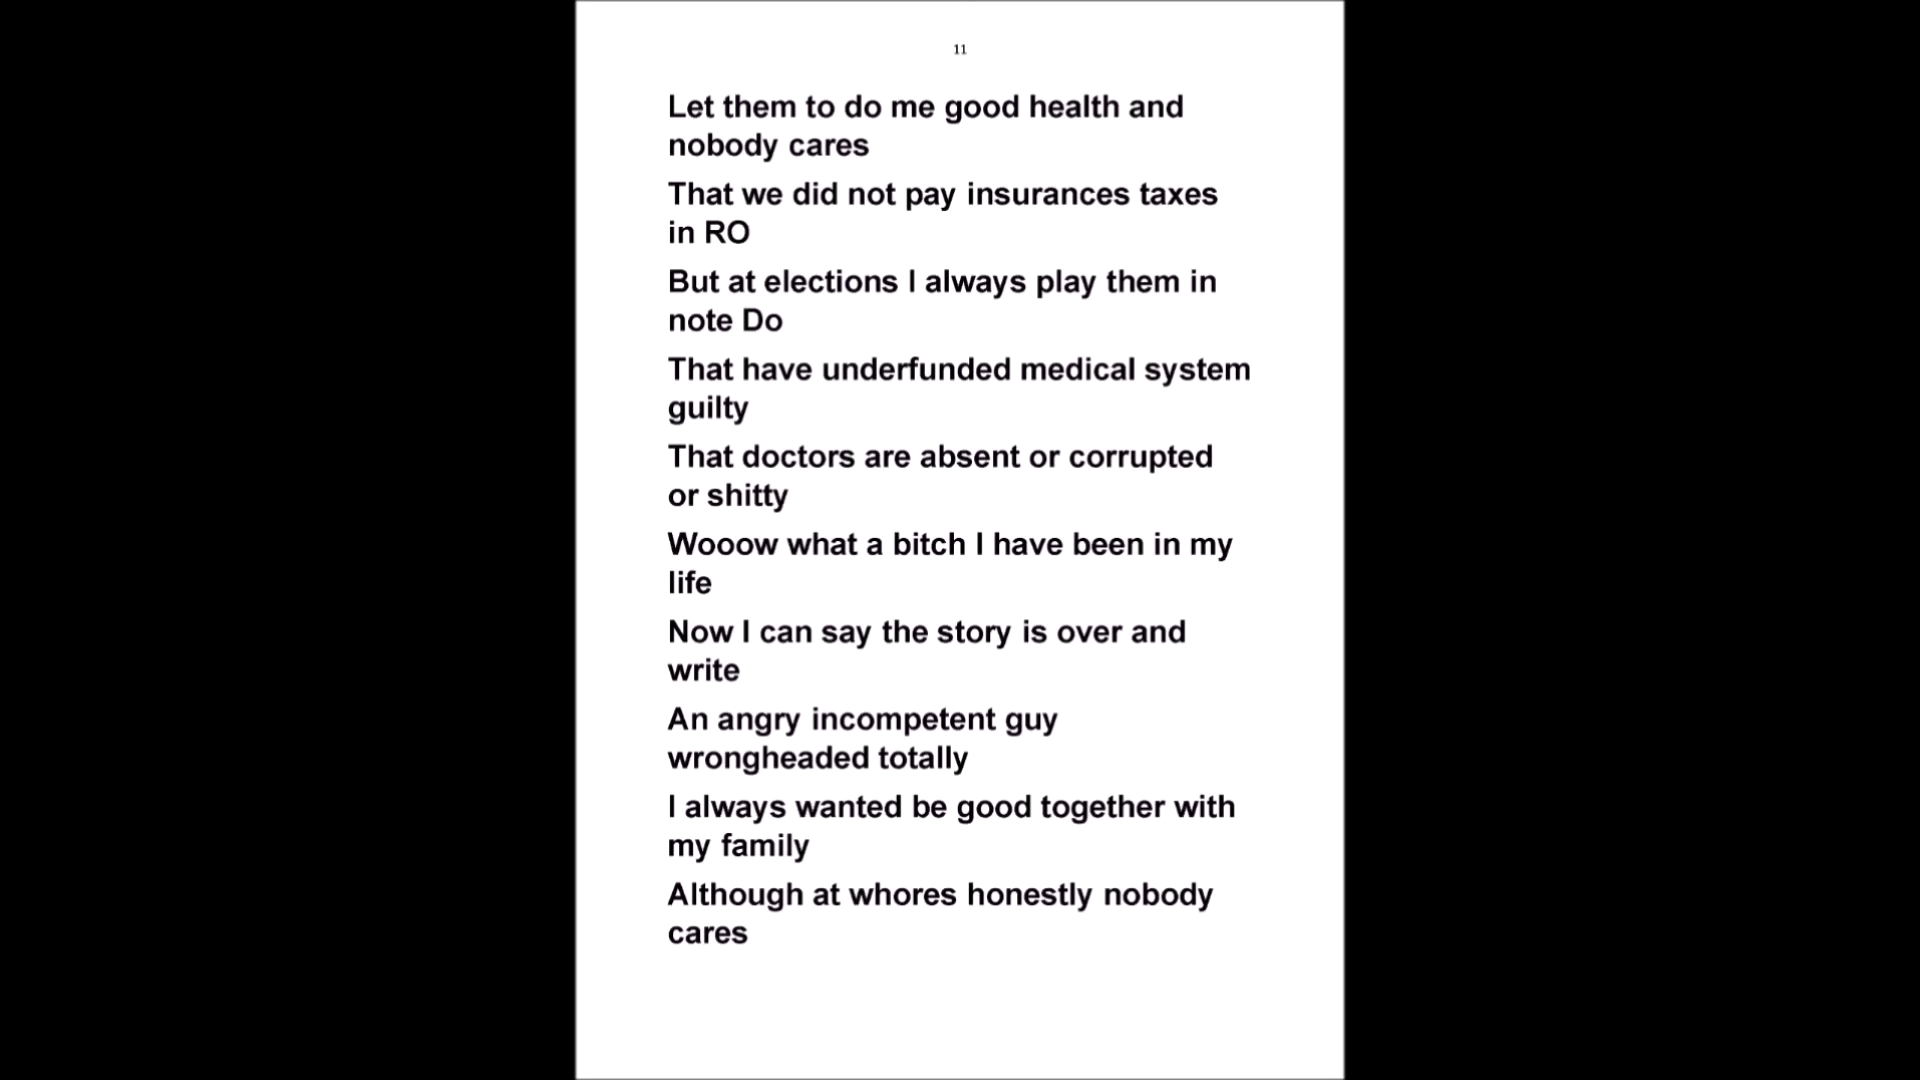 11
Let them to do me good health and
nobody cares
That we did not pay insurances taxes
in RO
But at elections I always play them in
note Do
That have underfunded medical system
guilty
That doctors are absent or corrupted
or shitty
Wooow what a bitch I have been in my
life
Now I can say the story is over and
write
An angry incompetent guy
wrongheaded totally
I always wanted be good together with
my family
Although at whores honestly nobody
cares